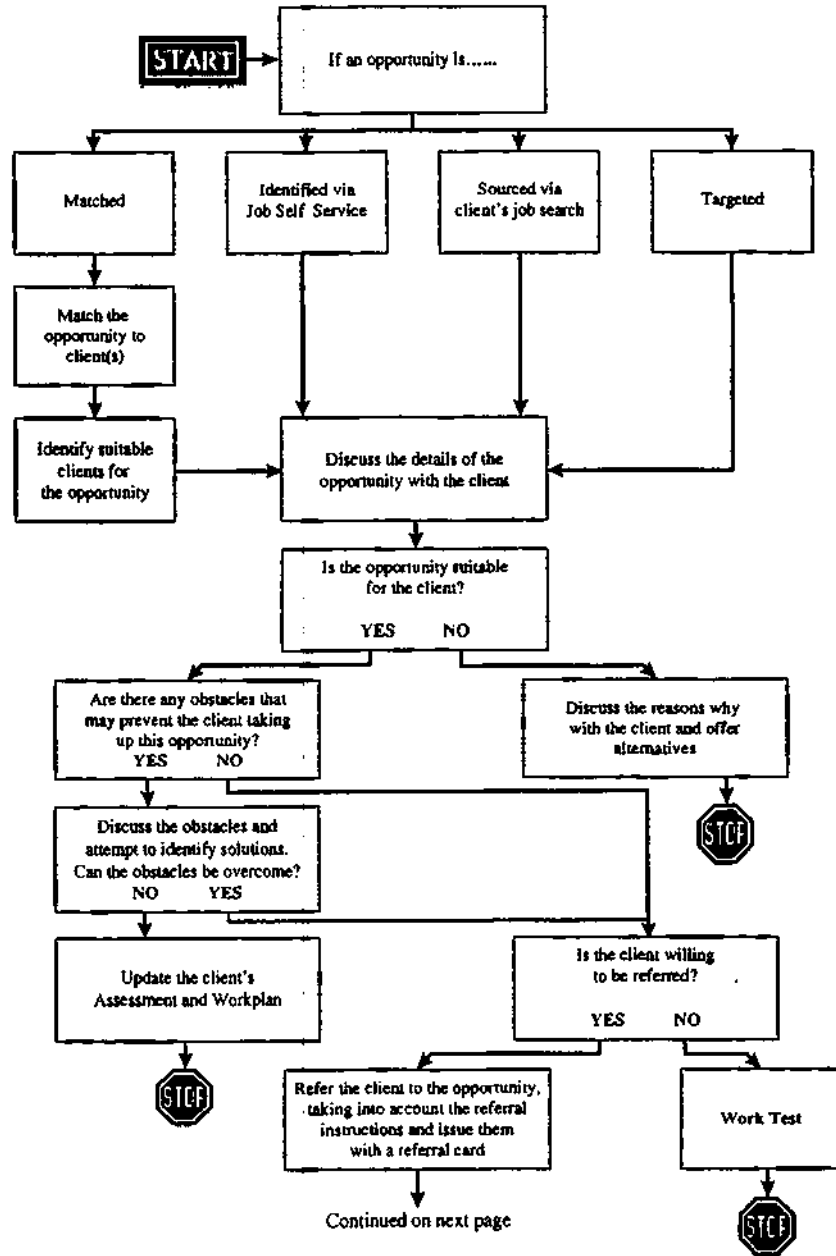 START
If an opportunity is……
Matched
Identified via
Job Self Service
Sourced via
client's job search
Targeted
Match the
opportunity to
client(s)
Identify suitable
clients for
the opportunity
Discuss the details of the
opportunity with the client
Is the opportunity suitable
for the client?
YES NO
Are there any obstacles that
may prevent the client taking
up this opportunity?
YES NO
Discuss the reasons why
with the client and offer
alternatives
STOP
Discuss the obstacles and
attempt to identify solutions.
Can the obstacles be overcome?
NO YES
Update the client's
Assessment and Workplan
STOP
Is the client willing
to be referred?
YES NO
Refer the client to the opportunity,
taking into account the referral
instructions and issue them
with a referral card
Work Test
Continued on next page
STOP